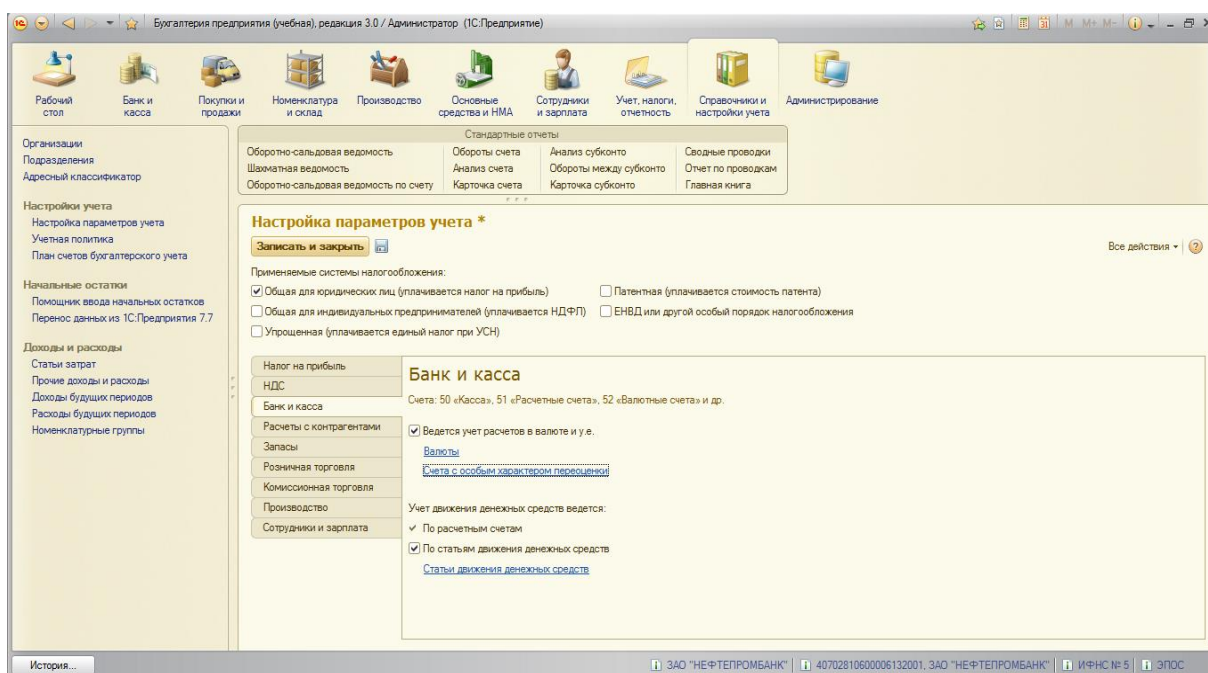 Бухгалтерия предприятия (учебная), редакция 3.0 / Администратор (1С:Предприятие)
M M+ M-
Рабочий стол
Банк и касса
Покупки и продажи
Номенклатура и склад
Производство
Основные средства и НМА
Сотрудники и зарплата
Учет, налоги, отчетность
Справочники и настройки учета
Администрирование
Организации
Подразделения
Адресный классификатор
Настройки учета
Настройка параметров учета
Учетная политика
План счетов бухгалтерского учета
Начальные остатки
Помощник ввода начальных остатков
Перенос данных из 1С:Предприятия 7.7
Доходы и расходы
Статьи затрат
Прочие доходы и расходы
Доходы будущих периодов
Расходы будущих периодов
Номенклатурные группы
Стандартные отчеты
Оборотно-сальдовая ведомость Обороты счета Анализ субконто Сводные проводки
Шахматная ведомость Анализ счета Обороты между субконто Отчет по проводкам
Оборотно-сальдовая ведомость по счету Карточка счета Карточка субконто Главная книга
Настройка параметров учета *
Записать и закрыть
Все действия
Применяемые системы налогообложения:
Общая для юридических лиц (уплачивается налог на прибыль) Патентная (уплачивается стоимость патента)
Общая для индивидуальных предпринимателей (уплачивается НДФЛ) ЕНВД или другой особый порядок налогообложения
Упрощенная (уплачивается единый налог при УСН)
Налог на прибыль
НДС
Банк и касса
Расчеты с контрагентами
Запасы
Розничная торговля
Комиссионная торговля
Производство
Сотрудники и зарплата
Банк и касса
Счета: 50 «Касса», 51 «Расчетные счета», 52 «Валютные счета» и др.
Ведется учет расчетов в валюте и у.е.
Валюты
Счета с особым характером переоценки
Учет движения денежных средств ведется:
По расчетным счетам
По статьям движения денежных средств
Статьи движения денежных средств
История...
ЗАО "НЕФТЕПРОМБАНК" 40702810600006132001, ЗАО "НЕФТЕПРОМБАНК" ИФНС № 5 ЭПОС